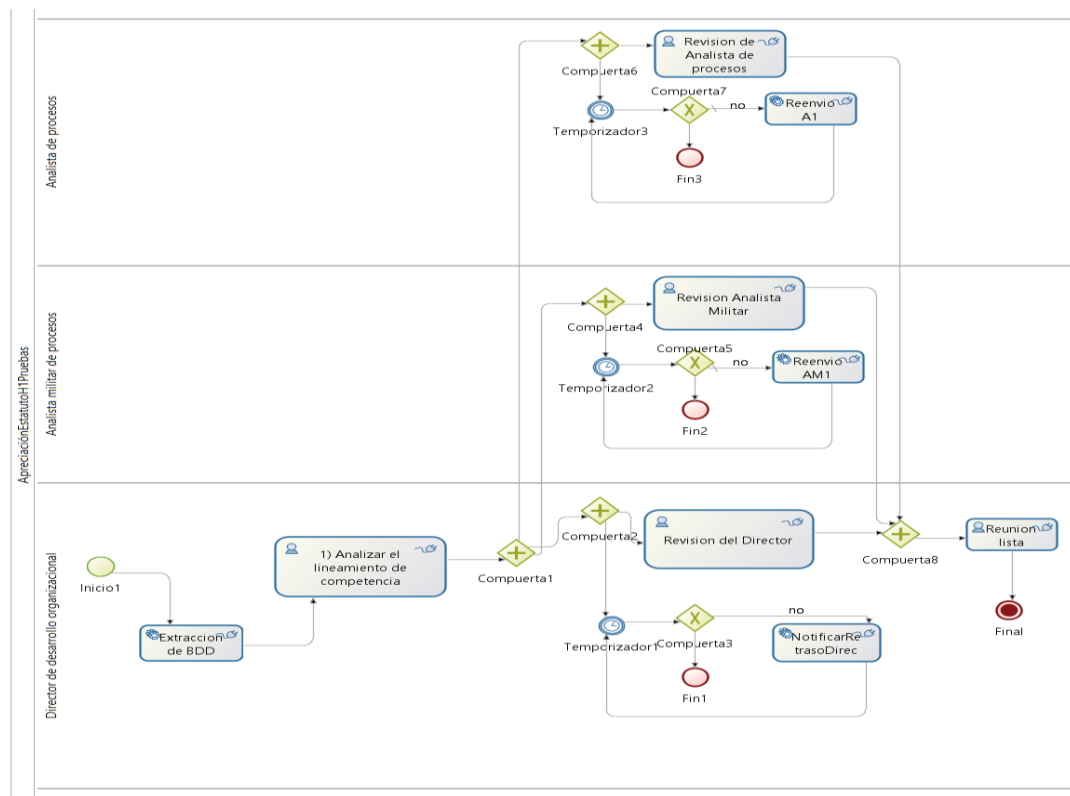 ApreciaciónEstatutoH1Pruebas
Analista de procesos
Compuerta6
Revision de
Analista de
procesos
Temporizador3
Compuerta7
no
Reenvio
A1
Fin3
Analista militar de procesos
Compuerta4
Revision Analista
Militar
Temporizador2
Compuerta5
no
Reenvio
AM1
Fin2
Director de desarrollo organizacional
Inicio1
Extraccion
de BDD
1) Analizar el
lineamiento de
competencia
Compuerta1
Compuerta2
Revision del Director
Compuerta8
Reunion
lista
Final
Temporizador1
Compuerta3
no
NotificarRe
trasoDirec
Fin1